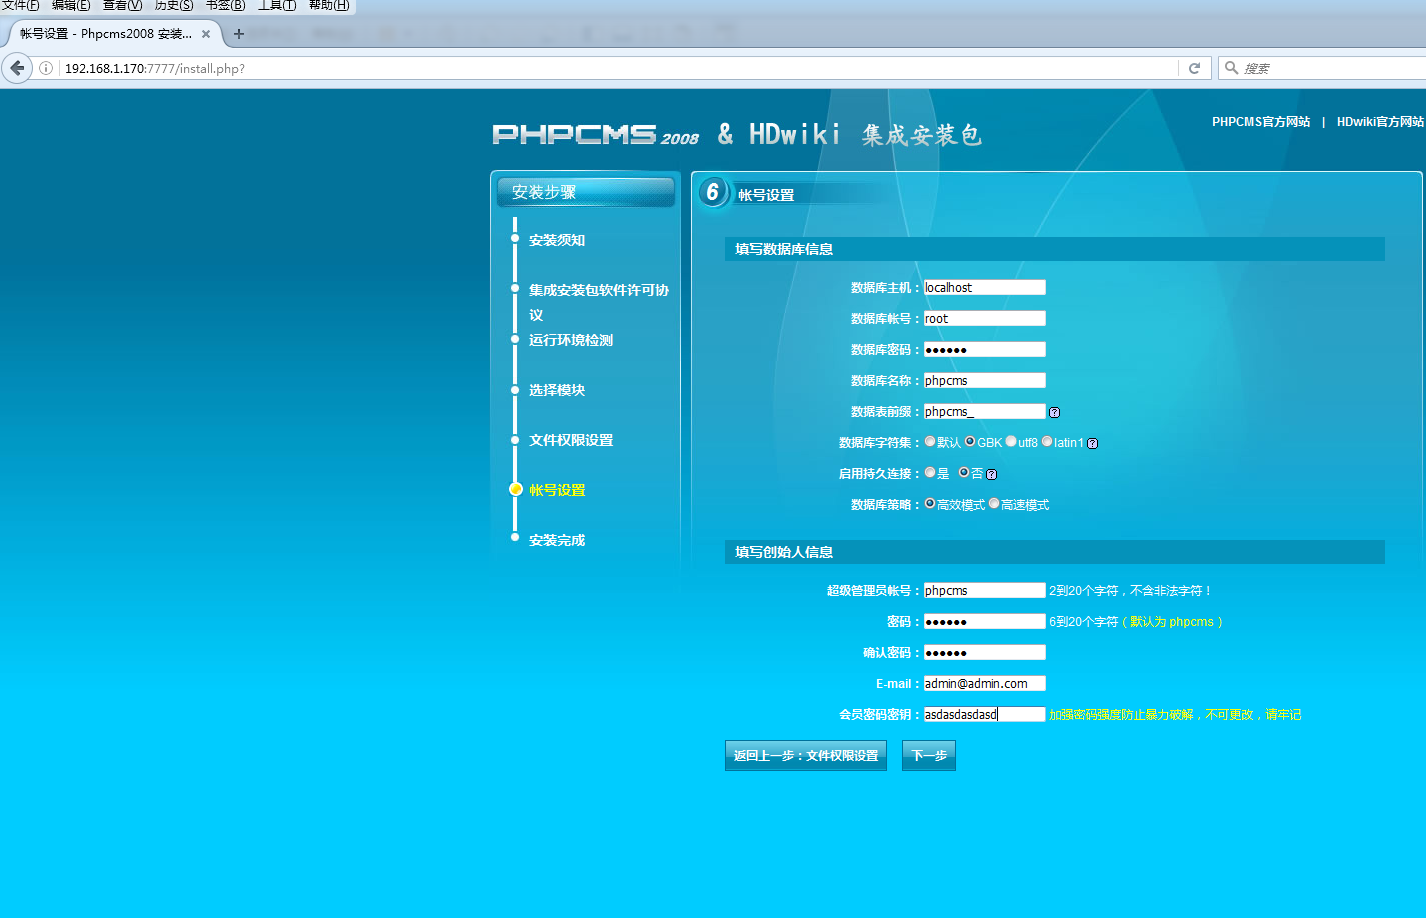 文件(F) 编辑(E) 查看(V) 历史(S) 书签(B) 工具(T) 帮助(H)
帐号设置 - Phpcms2008 安装... × +
192.168.1.170:7777/install.php?
搜索
PHPCMS 2008 & HDwiki 集成安装包
PHPCMS官方网站 | HDwiki官方网站
安装步骤
安装须知
集成安装包软件许可协
议
运行环境检测
选择模块
文件权限设置
帐号设置
安装完成
6 帐号设置
填写数据库信息
数据库主机： localhost
数据库帐号： root
数据库密码： ●●●●●●
数据库名称： phpcms
数据表前缀： phpcms_ ?
数据库字符集： 默认 GBK utf8 latin1 ?
启用持久连接： 是 否 ?
数据库策略： 高效模式 高速模式
填写创始人信息
超级管理员帐号： phpcms 2到20个字符，不含非法字符！
密码： ●●●●●● 6到20个字符（默认为 phpcms ）
确认密码： ●●●●●●
E-mail： admin@admin.com
会员密码密钥： asdasdasdasd 加强密码强度防止暴力破解，不可更改，请牢记
返回上一步：文件权限设置 下一步